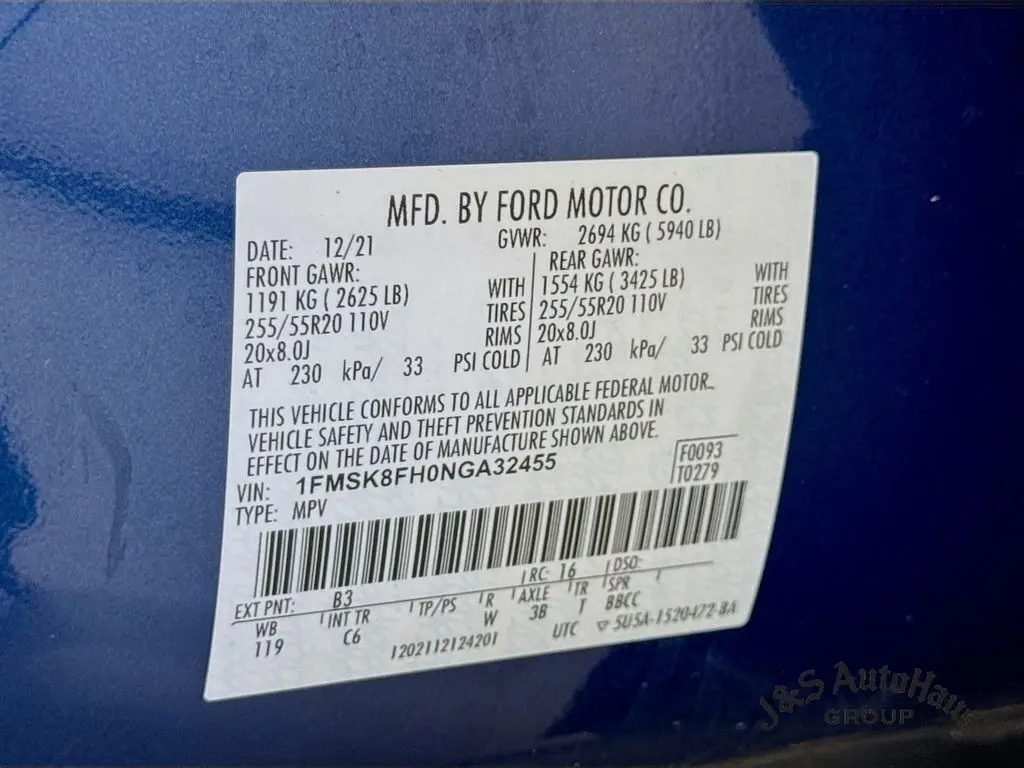 MFD. BY FORD MOTOR CO.
DATE: 12/21 GVWR: 2694 KG ( 5940 LB)
FRONT GAWR: REAR GAWR:
1191 KG ( 2625 LB) WITH 1554 KG ( 3425 LB) WITH
255/55R20 110V TIRES 255/55R20 110V TIRES
20x8.0J RIMS 20x8.0J RIMS
AT 230 kPa/ 33 PSI COLD AT 230 kPa/ 33 PSI COLD
THIS VEHICLE CONFORMS TO ALL APPLICABLE FEDERAL MOTOR
VEHICLE SAFETY AND THEFT PREVENTION STANDARDS IN
EFFECT ON THE DATE OF MANUFACTURE SHOWN ABOVE.
VIN: 1FMSK8FH0NGA32455 F0093
TYPE: MPV T0279
EXT PNT: B3 RC: 16 DSO:
WB INT TR TP/PS R AXLE TR SPR
119 C6 W 3B T BBCC
1202112124201 UTC ▽ 5U5A-1520472-BA
J&S AutoHaus
GROUP